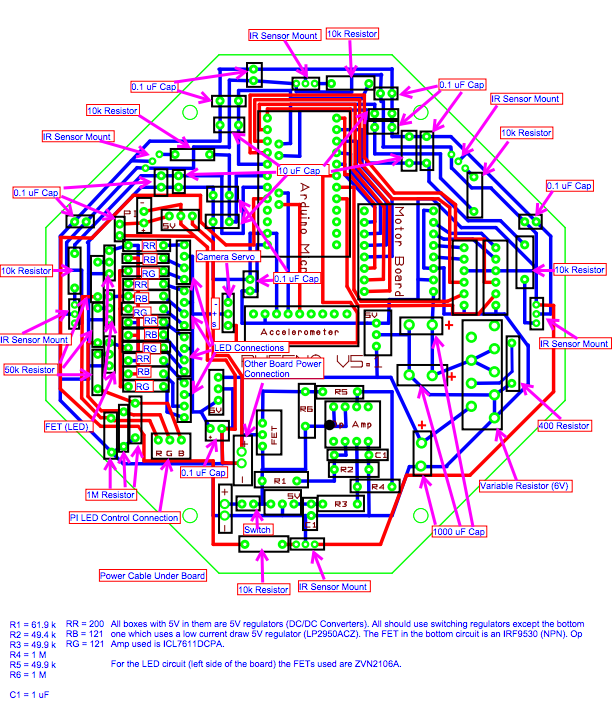 IR Sensor Mount
10k Resistor
0.1 uF Cap
0.1 uF Cap
IR Sensor Mount
10k Resistor
10k Resistor
IR Sensor Mount
10 uF Cap
0.1 uF Cap
0.1 uF Cap
Arduino
Motor Board
5V
RR
RB
RG
RR
RB
RG
RR
RB
RG
RR
RB
RG
Camera Servo
0.1 uF Cap
10k Resistor
10k Resistor
+
s
Accelerometer
5V
IR Sensor Mount
IR Sensor Mount
LED Connections
V5.1
50k Resistor
Other Board Power
Connection
5V
R5
R6
Amp
FET
FET (LED)
400 Resistor
R G B
C1
R2
0.1 uF Cap
R1
R4
Variable Resistor (6V)
1M Resistor
5V
R3
C1
PI LED Control Connection
Switch
1000 uF Cap
Power Cable Under Board
10k Resistor
IR Sensor Mount
R1 = 61.9 k RR = 200 All boxes with 5V in them are 5V regulators (DC/DC Converters). All should use switching regulators except the bottom
R2 = 49.4 k RB = 121 one which uses a low current draw 5V regulator (LP2950ACZ). The FET in the bottom circuit is an IRF9530 (NPN). Op
R3 = 49.9 k RG = 121 Amp used is ICL7611DCPA.
R4 = 1 M
R5 = 49.9 k For the LED circuit (left side of the board) the FETs used are ZVN2106A.
R6 = 1 M
C1 = 1 uF